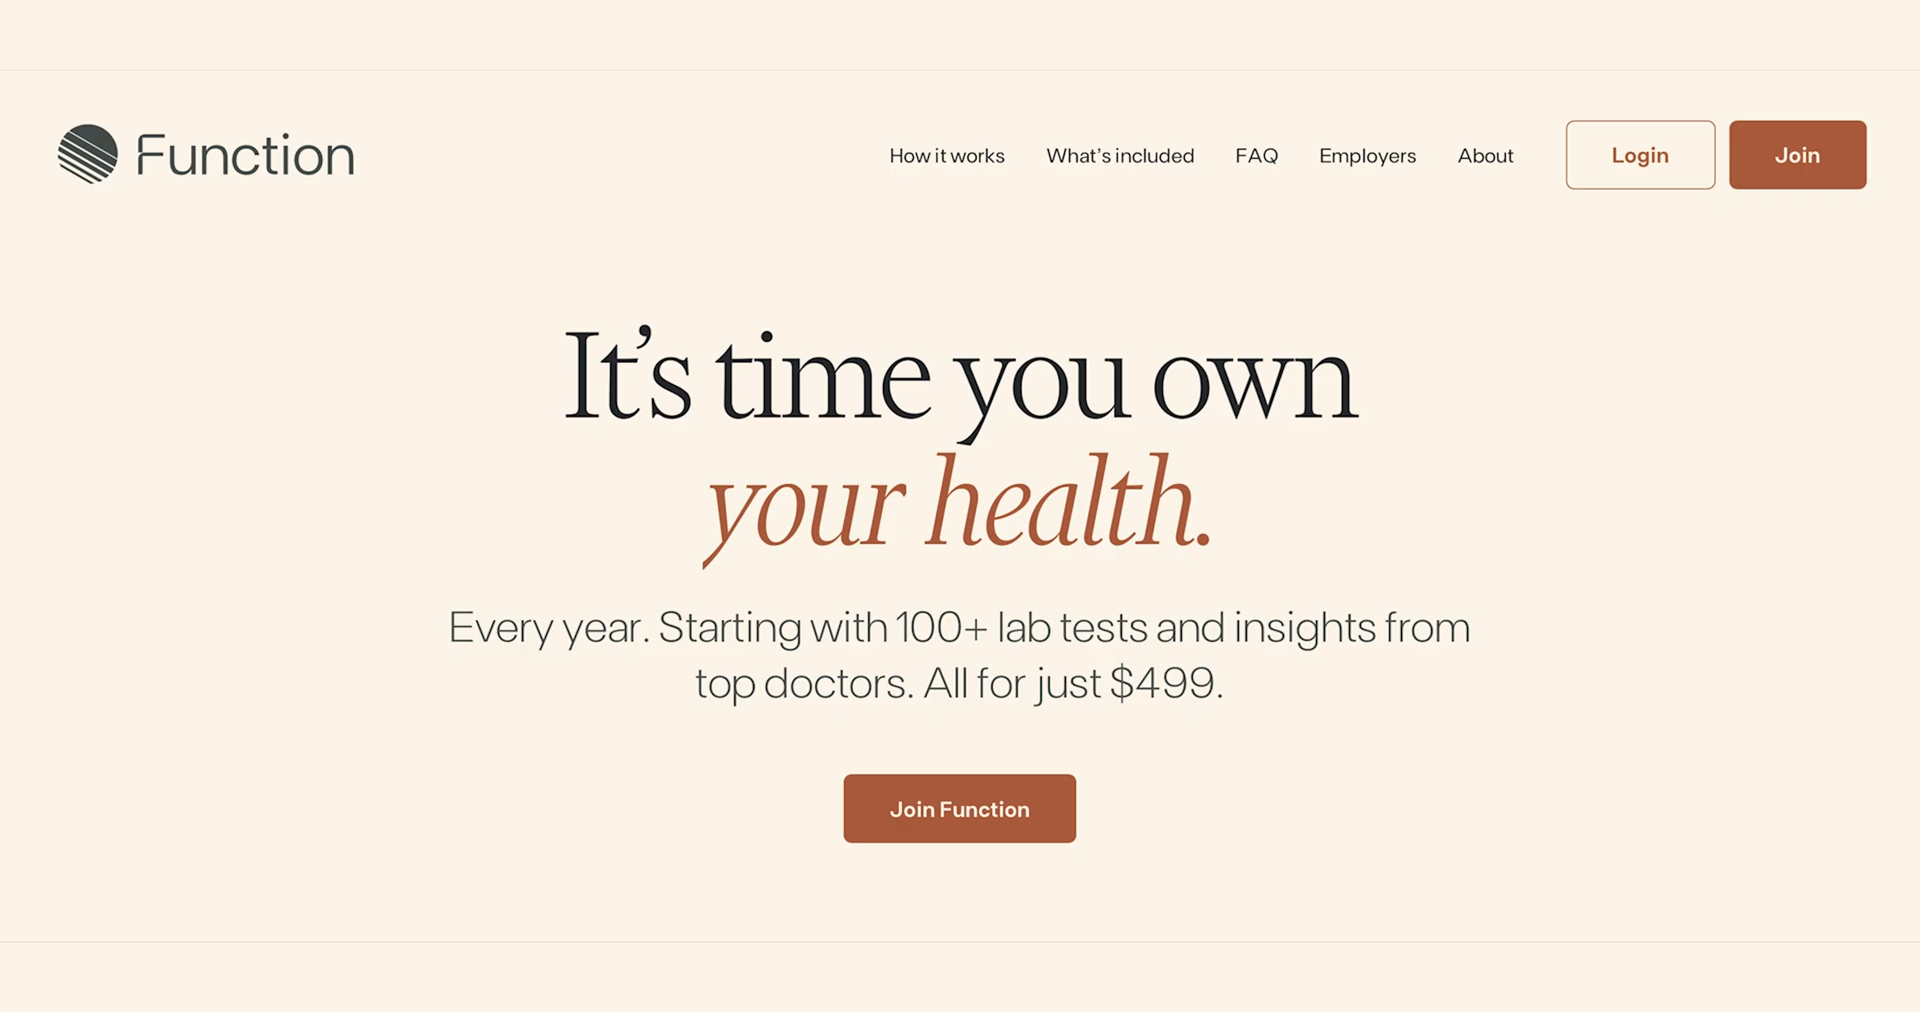 Function
How it works
What’s included
FAQ
Employers
About
Login
Join
It’s time you own
your health.
Every year. Starting with 100+ lab tests and insights from
top doctors. All for just $499.
Join Function